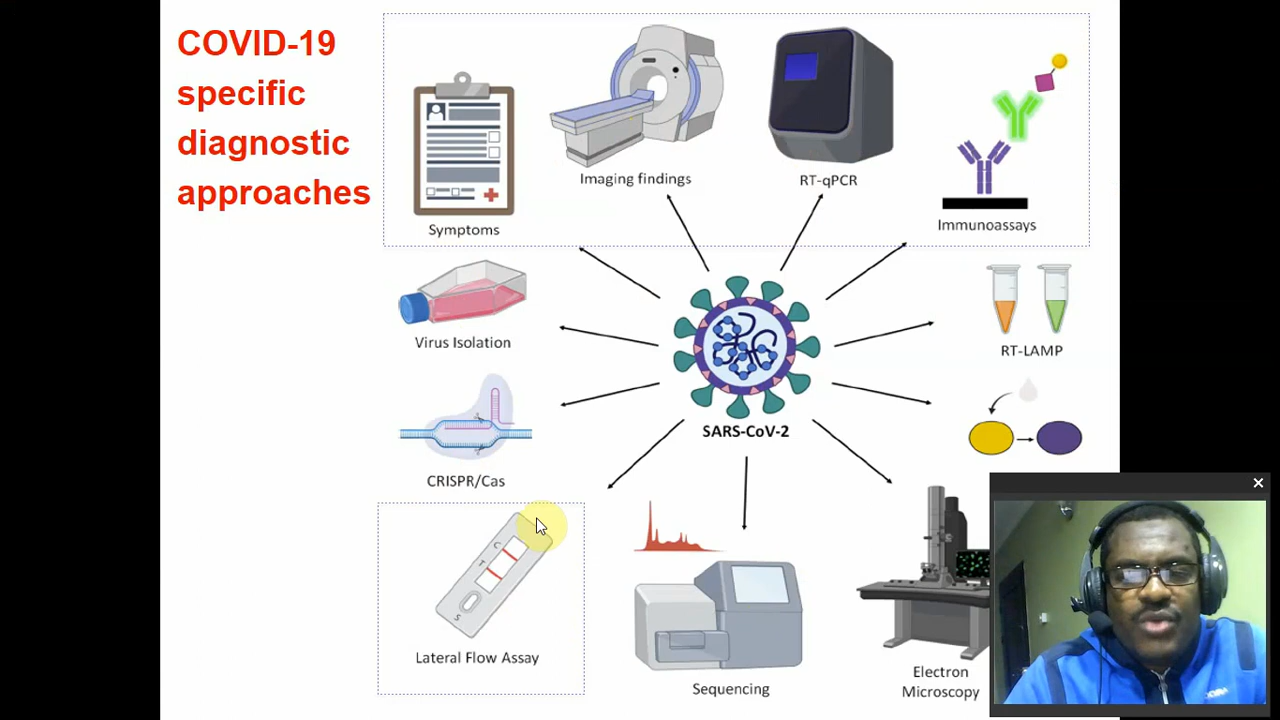 COVID-19
specific
diagnostic
approaches
Symptoms
Imaging findings
RT-qPCR
Immunoassays
Virus Isolation
RT-LAMP
CRISPR/Cas
SARS-CoV-2
C
T
S
Lateral Flow Assay
Sequencing
Electron
Microscopy